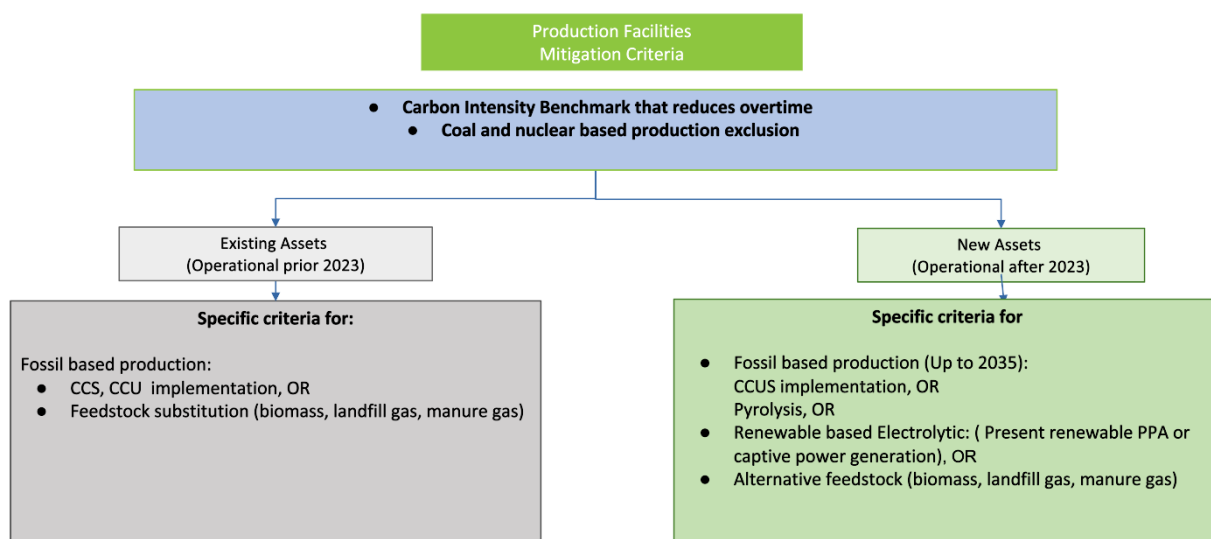 Production Facilities
Mitigation Criteria
● Carbon Intensity Benchmark that reduces overtime
● Coal and nuclear based production exclusion
Existing Assets
(Operational prior 2023)
New Assets
(Operational after 2023)
Specific criteria for:
Fossil based production:
● CCS, CCU implementation, OR
● Feedstock substitution (biomass, landfill gas, manure gas)
Specific criteria for
● Fossil based production (Up to 2035):
CCUS implementation, OR
Pyrolysis, OR
● Renewable based Electrolytic: ( Present renewable PPA or
captive power generation), OR
● Alternative feedstock (biomass, landfill gas, manure gas)